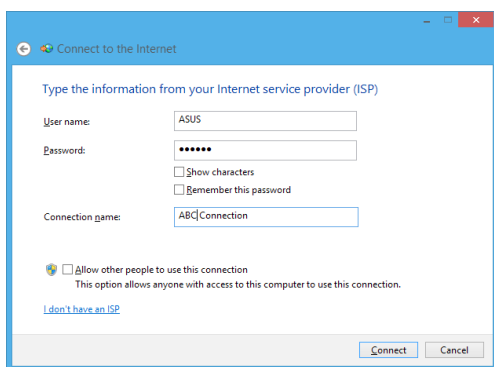 Connect to the Internet
Type the information from your Internet service provider (ISP)
User name: ASUS
Password: ••••••
Show characters
Remember this password
Connection name: ABC Connection
Allow other people to use this connection
This option allows anyone with access to this computer to use this connection.
I don't have an ISP
Connect Cancel